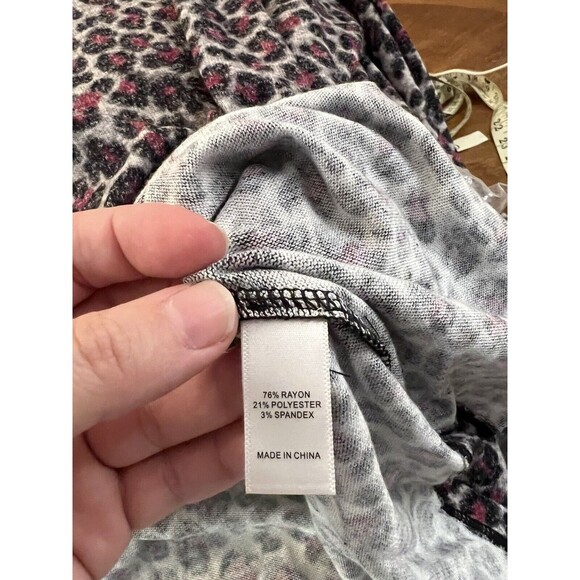 76% RAYON
21% POLYESTER
3% SPANDEX
MADE IN CHINA